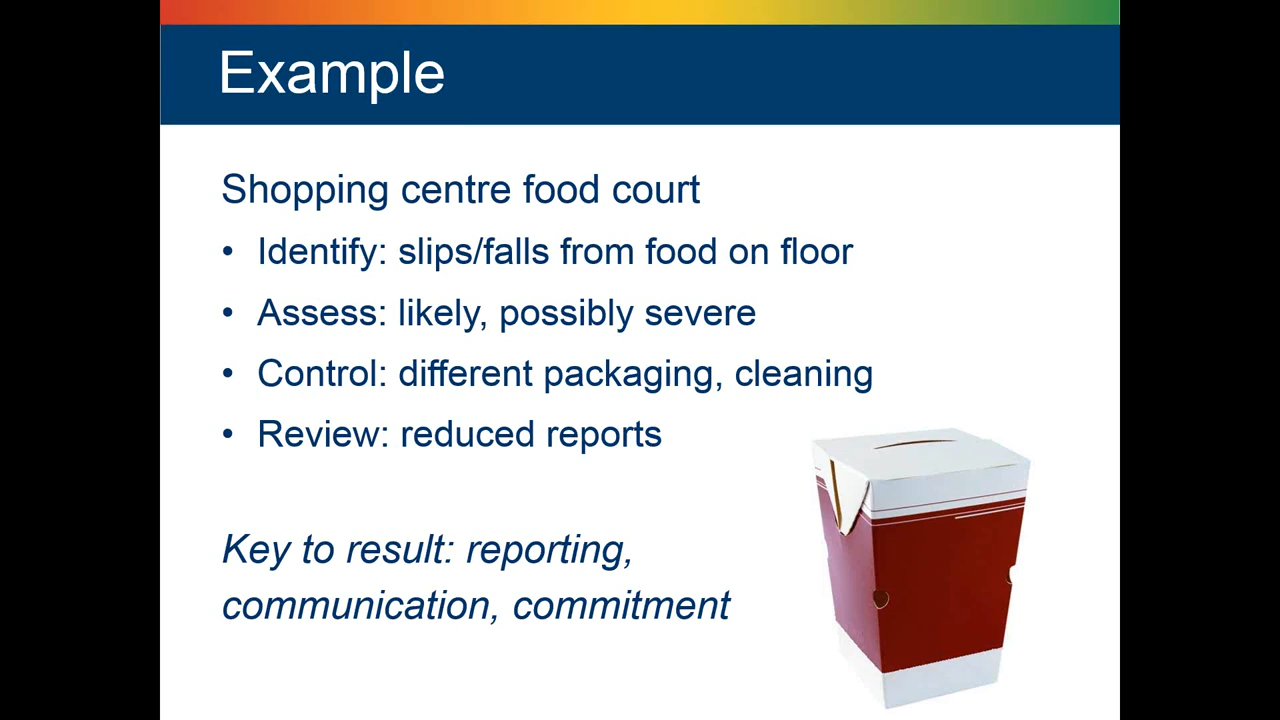 Example
Shopping centre food court
• Identify: slips/falls from food on floor
• Assess: likely, possibly severe
• Control: different packaging, cleaning
• Review: reduced reports
Key to result: reporting,
communication, commitment